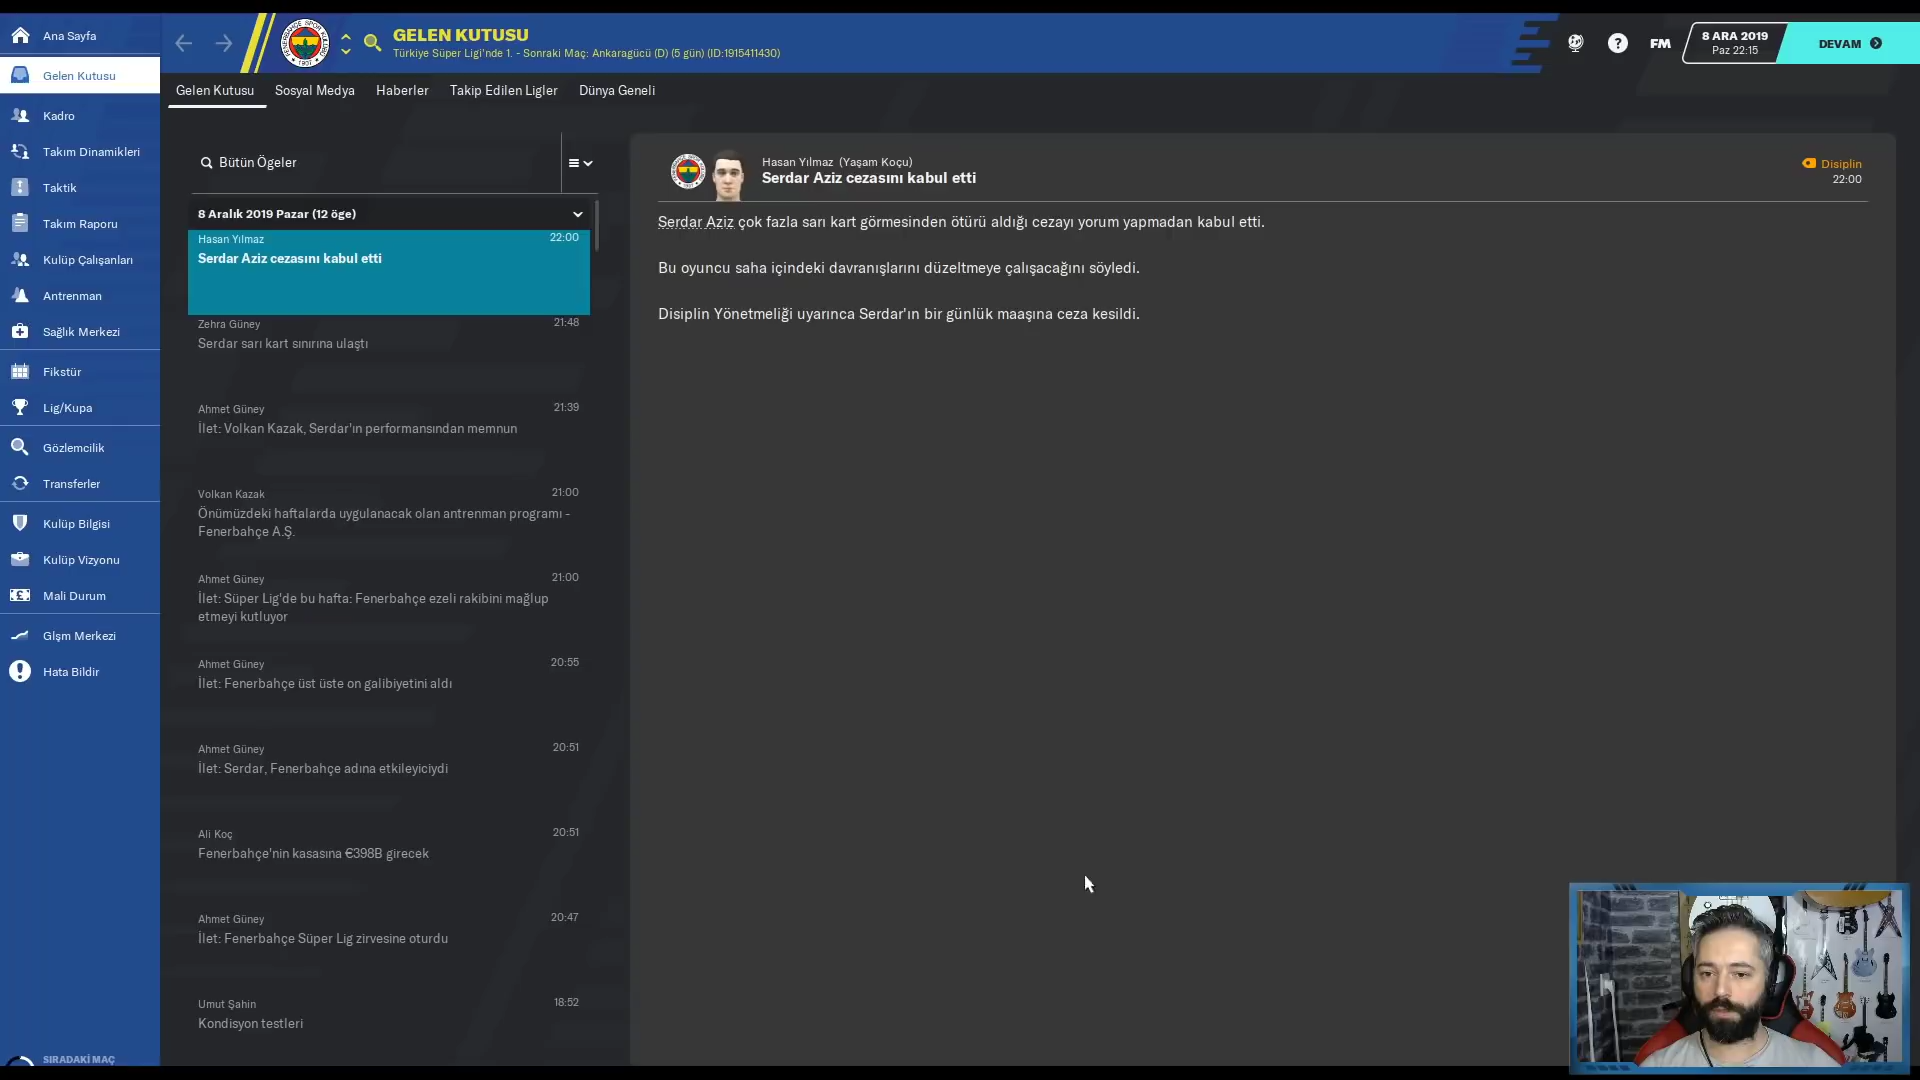 Ana Sayfa
Gelen Kutusu
Kadro
Takım Dinamikleri
Taktik
Takım Raporu
Kulüp Çalışanları
Antrenman
Sağlık Merkezi
Fikstür
Lig/Kupa
Gözlemcilik
Transferler
Kulüp Bilgisi
Kulüp Vizyonu
Mali Durum
Glşm Merkezi
Hata Bildir
SIRADAKİ MAÇ
GELEN KUTUSU
Türkiye Süper Ligi'nde 1. - Sonraki Maç: Ankaragücü (D) (5 gün) (ID:1915411430)
FM
8 ARA 2019
Paz 22:15
DEVAM
Gelen Kutusu
Sosyal Medya
Haberler
Takip Edilen Ligler
Dünya Geneli
Bütün Ögeler
8 Aralık 2019 Pazar (12 öge)
Hasan Yılmaz 22:00
Serdar Aziz cezasını kabul etti
Zehra Güney 21:48
Serdar sarı kart sınırına ulaştı
Ahmet Güney 21:39
İlet: Volkan Kazak, Serdar'ın performansından memnun
Volkan Kazak 21:00
Önümüzdeki haftalarda uygulanacak olan antrenman programı -
Fenerbahçe A.Ş.
Ahmet Güney 21:00
İlet: Süper Lig'de bu hafta: Fenerbahçe ezeli rakibini mağlup
etmeyi kutluyor
Ahmet Güney 20:55
İlet: Fenerbahçe üst üste on galibiyetini aldı
Ahmet Güney 20:51
İlet: Serdar, Fenerbahçe adına etkileyiciydi
Ali Koç 20:51
Fenerbahçe'nin kasasına €398B girecek
Ahmet Güney 20:47
İlet: Fenerbahçe Süper Lig zirvesine oturdu
Umut Şahin 18:52
Kondisyon testleri
Hasan Yılmaz (Yaşam Koçu)
Serdar Aziz cezasını kabul etti
Disiplin
22:00
Serdar Aziz çok fazla sarı kart görmesinden ötürü aldığı cezayı yorum yapmadan kabul etti.
Bu oyuncu saha içindeki davranışlarını düzeltmeye çalışacağını söyledi.
Disiplin Yönetmeliği uyarınca Serdar'ın bir günlük maaşına ceza kesildi.